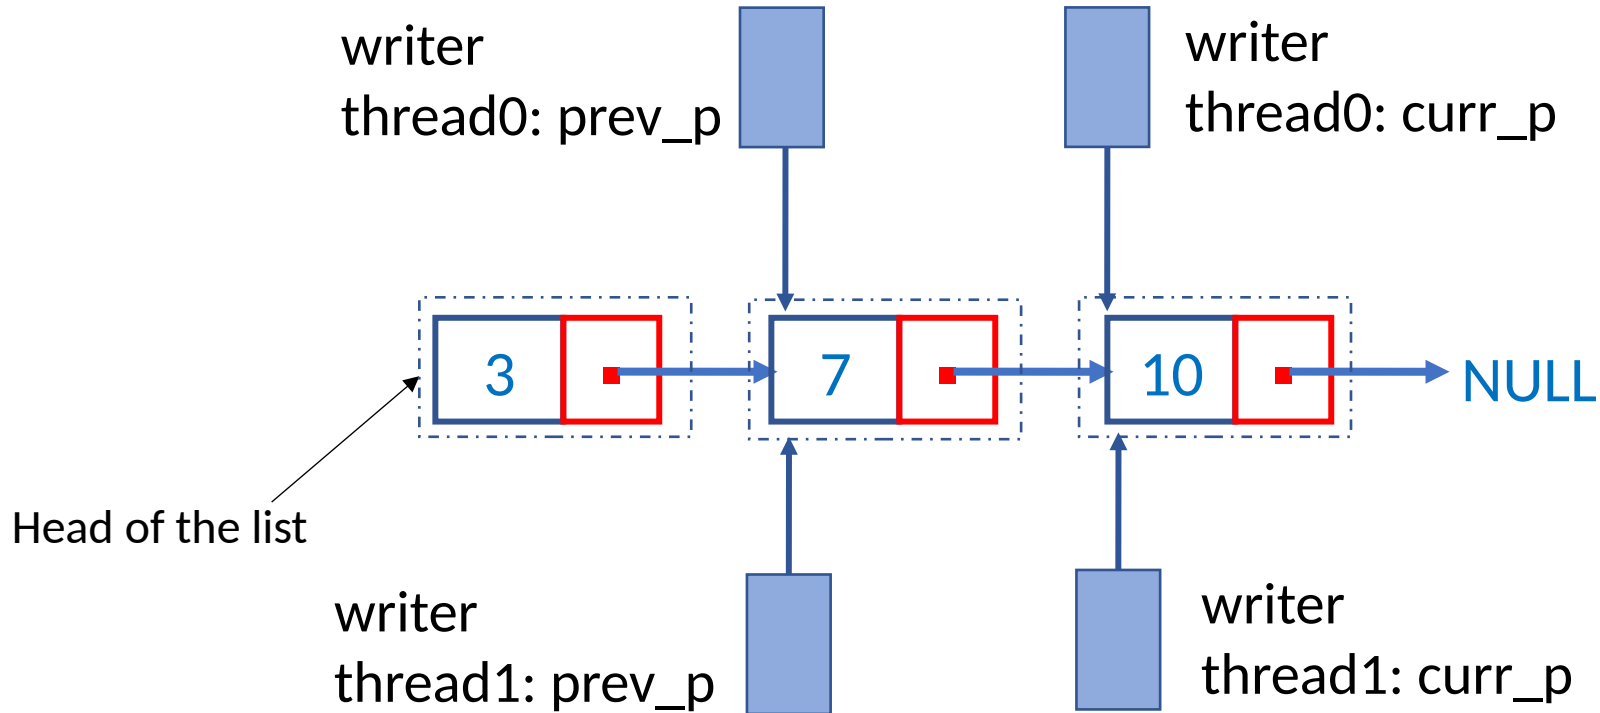 writer
thread0: prev_p
writer
thread0: curr_p
3
7
10
NULL
Head of the list
writer
thread1: prev_p
writer
thread1: curr_p